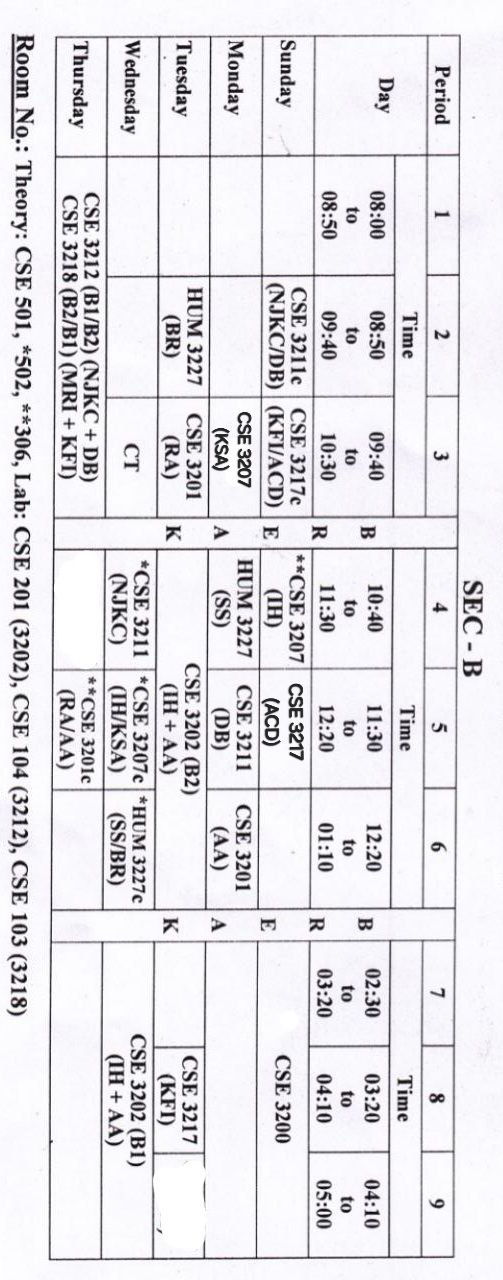 SEC - B
Period 1 2 3 4 5 6 7 8 9
Day Time Time Time
08:00 to 08:50 08:50 to 09:40 09:40 to 10:30 BREAK 10:40 to 11:30 11:30 to 12:20 12:20 to 01:10 BREAK 02:30 to 03:20 03:20 to 04:10 04:10 to 05:00
Sunday CSE 3211c CSE 3217c **CSE 3207 CSE 3217 CSE 3200
(NJKC/DB) (KFI/ACD) (IH) (ACD)
Monday CSE 3207 HUM 3227 CSE 3211 CSE 3201
(KSA) (SS) (DB) (AA)
Tuesday HUM 3227 CSE 3201 CSE 3202 (B2) CSE 3217
(BR) (RA) (IH + AA) (KFI)
Wednesday CT *CSE 3211 *CSE 3207c *HUM 3227c CSE 3202 (B1)
(NJKC) (IH/KSA) (SS/BR) (IH + AA)
Thursday CSE 3212 (B1/B2) (NJKC + DB) **CSE 3201c
CSE 3218 (B2/B1) (MRI + KFI) (RA/AA)
Room No.: Theory: CSE 501, *502, **306, Lab: CSE 201 (3202), CSE 104 (3212), CSE 103 (3218)